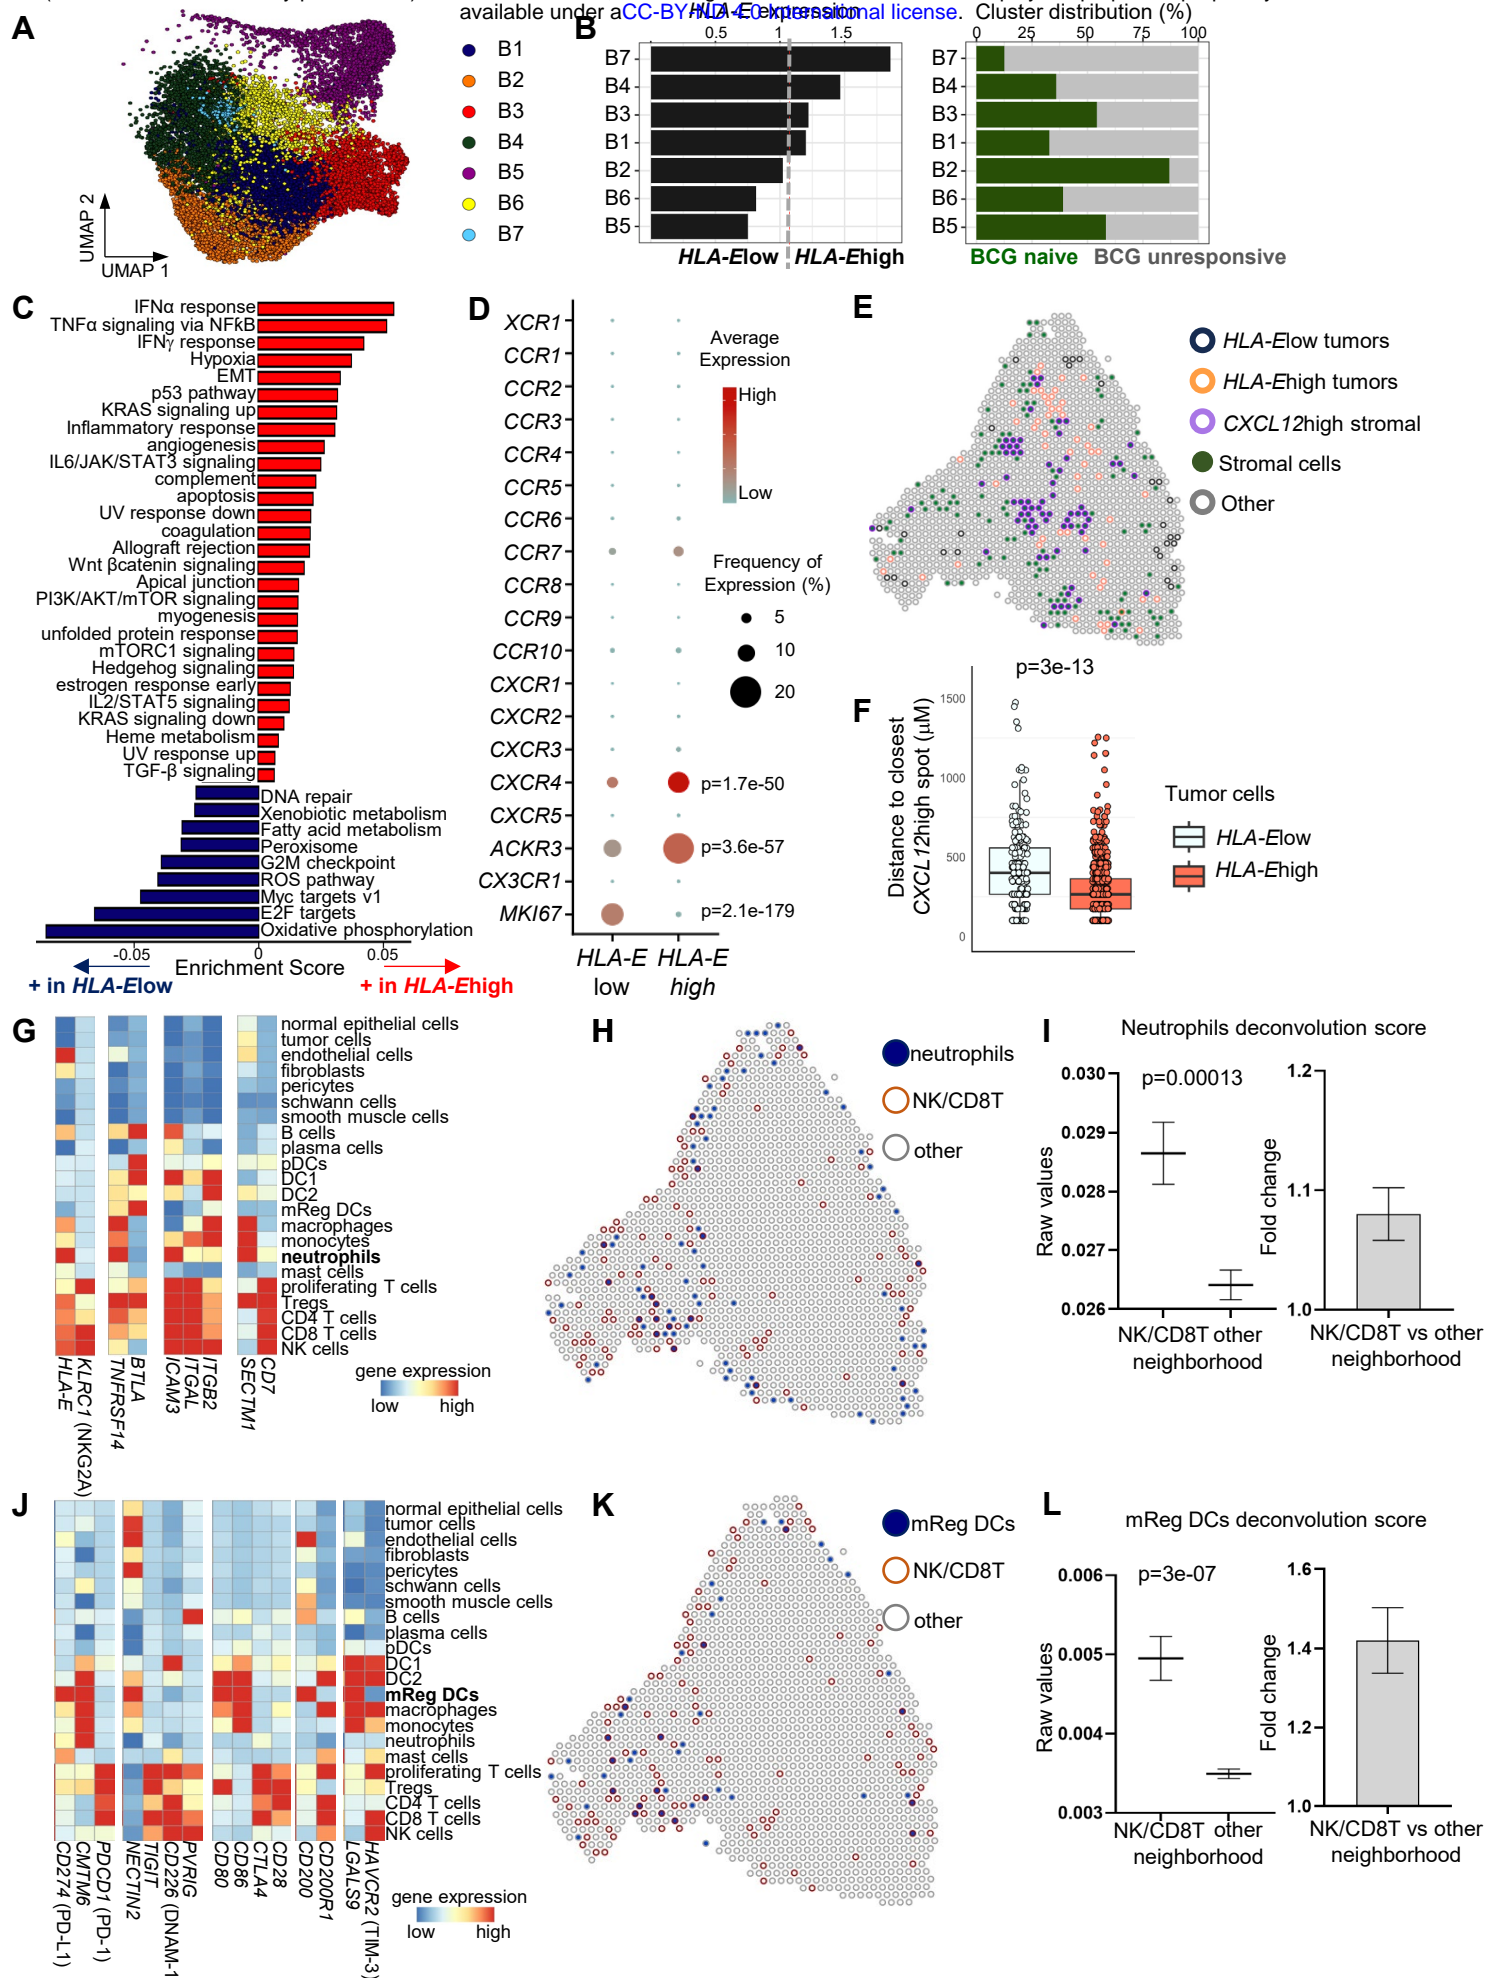 available under aCC-BY-ND 4.0 International license.
A
B1
B2
B3
B4
B5
B6
B7
UMAP 2
UMAP 1
B
HLA-E expression
0.5 1 1.5
B7
B4
B3
B1
B2
B6
B5
HLA-Elow HLA-Ehigh
Cluster distribution (%)
0 25 50 75 100
B7
B4
B3
B1
B2
B6
B5
BCG naive BCG unresponsive
C
IFNα response
TNFα signaling via NFkB
IFNγ response
Hypoxia
EMT
p53 pathway
KRAS signaling up
Inflammatory response
angiogenesis
IL6/JAK/STAT3 signaling
complement
apoptosis
UV response down
coagulation
Allograft rejection
Wnt βcatenin signaling
Apical junction
PI3K/AKT/mTOR signaling
myogenesis
unfolded protein response
mTORC1 signaling
Hedgehog signaling
estrogen response early
IL2/STAT5 signaling
KRAS signaling down
Heme metabolism
UV response up
TGF-β signaling
DNA repair
Xenobiotic metabolism
Fatty acid metabolism
Peroxisome
G2M checkpoint
ROS pathway
Myc targets v1
E2F targets
Oxidative phosphorylation
-0.05 0 0.05
Enrichment Score
+ in HLA-Elow + in HLA-Ehigh
D
XCR1
CCR1
CCR2
CCR3
CCR4
CCR5
CCR6
CCR7
CCR8
CCR9
CCR10
CXCR1
CXCR2
CXCR3
CXCR4 p=1.7e-50
CXCR5
ACKR3 p=3.6e-57
CX3CR1
MKI67 p=2.1e-179
HLA-E HLA-E
low high
Average
Expression
High
Low
Frequency of
Expression (%)
5
10
20
E
HLA-Elow tumors
HLA-Ehigh tumors
CXCL12high stromal
Stromal cells
Other
F
p=3e-13
Distance to closest
CXCL12high spot (µM)
1500
1000
500
0
Tumor cells
HLA-Elow
HLA-Ehigh
G
normal epithelial cells
tumor cells
endothelial cells
fibroblasts
pericytes
schwann cells
smooth muscle cells
B cells
plasma cells
pDCs
DC1
DC2
mReg DCs
macrophages
monocytes
neutrophils
mast cells
proliferating T cells
Tregs
CD4 T cells
CD8 T cells
NK cells
HLA-E
KLRC1 (NKG2A)
TNFRSF14
BTLA
ICAM3
ITGAL
ITGB2
SECTM1
CD7
gene expression
low high
H
neutrophils
NK/CD8T
other
I
Neutrophils deconvolution score
p=0.00013
Raw values
0.030
0.029
0.028
0.027
0.026
NK/CD8T other
neighborhood
Fold change
1.2
1.1
1.0
NK/CD8T vs other
neighborhood
J
normal epithelial cells
tumor cells
endothelial cells
fibroblasts
pericytes
schwann cells
smooth muscle cells
B cells
plasma cells
pDCs
DC1
DC2
mReg DCs
macrophages
monocytes
neutrophils
mast cells
proliferating T cells
Tregs
CD4 T cells
CD8 T cells
NK cells
CD274 (PD-L1)
CMTM6
PDCD1 (PD-1)
NECTIN2
TIGIT
CD226 (DNAM-1
PVRIG
CD80
CD86
CTLA4
CD28
CD200
CD200R1
LGALS9
HAVCR2 (TIM-3)
gene expression
low high
K
mReg DCs
NK/CD8T
other
L
mReg DCs deconvolution score
p=3e-07
Raw values
0.006
0.005
0.004
0.003
NK/CD8T other
neighborhood
Fold change
1.6
1.4
1.2
1.0
NK/CD8T vs other
neighborhood